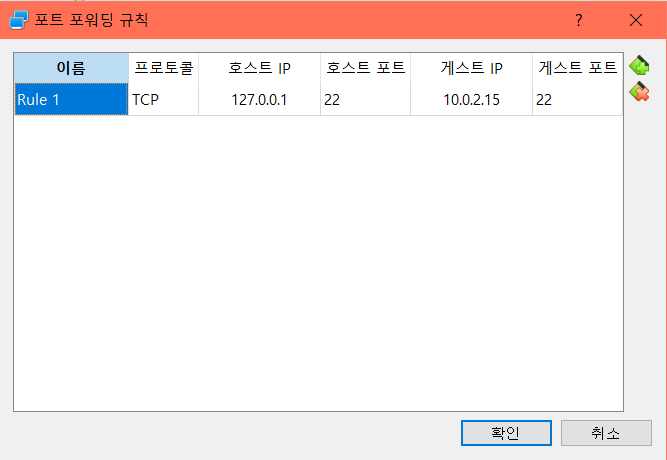 포트 포워딩 규칙 ?
이름 프로토콜 호스트 IP 호스트 포트 게스트 IP 게스트 포트
Rule 1 TCP 127.0.0.1 22 10.0.2.15 22
확인 취소